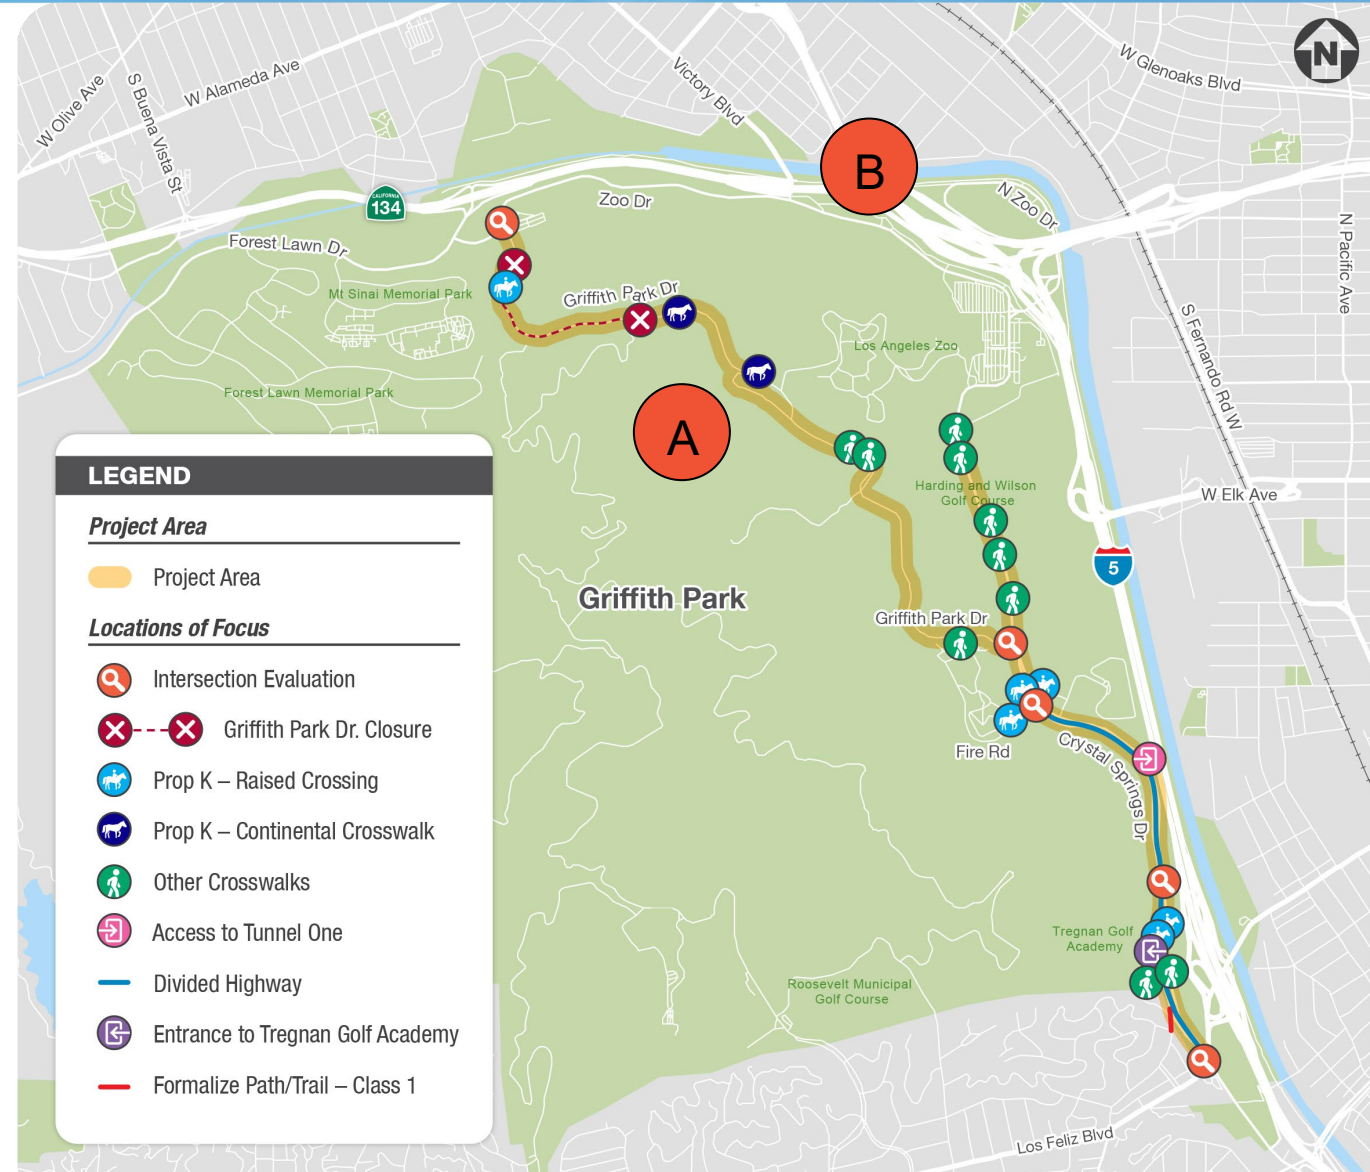 W Olive Ave
S Buena Vista St
W Alameda Ave
Victory Blvd
W Glenoaks Blvd
N
B
CALIFORNIA
134
Zoo Dr
N Zoo Dr
Forest Lawn Dr
N Pacific Ave
Mt Sinai Memorial Park
Griffith Park Dr
S Fernando Rd W
Los Angeles Zoo
Forest Lawn Memorial Park
A
Harding and Wilson
Golf Course
W Elk Ave
5
Griffith Park
Griffith Park Dr
Fire Rd
Crystal Springs Dr
Tregnan Golf
Academy
Roosevelt Municipal
Golf Course
Los Feliz Blvd
LEGEND
Project Area
Project Area
Locations of Focus
Intersection Evaluation
Griffith Park Dr. Closure
Prop K – Raised Crossing
Prop K – Continental Crosswalk
Other Crosswalks
Access to Tunnel One
Divided Highway
Entrance to Tregnan Golf Academy
Formalize Path/Trail – Class 1